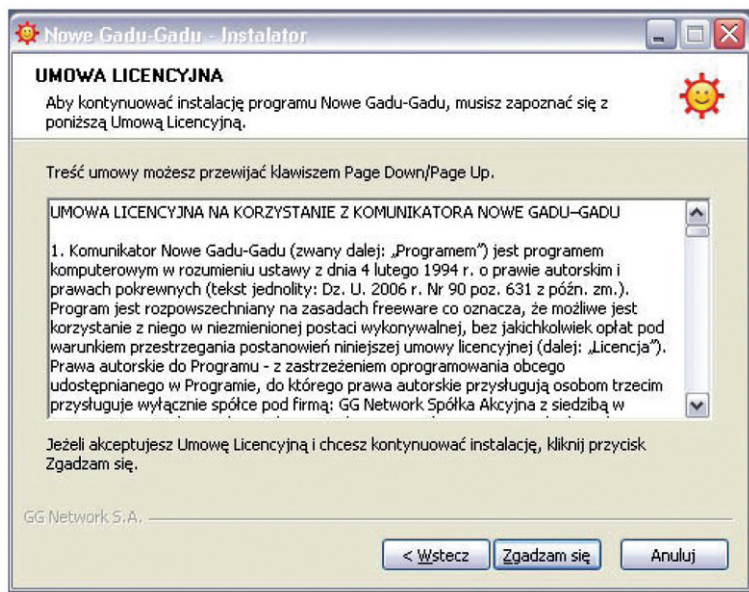 Nowe Gadu-Gadu - Instalator
UMOWA LICENCYJNA
Aby kontynuować instalację programu Nowe Gadu-Gadu, musisz zapoznać się z
poniższą Umową Licencyjną.
Treść umowy możesz przewijać klawiszem Page Down/Page Up.
UMOWA LICENCYJNA NA KORZYSTANIE Z KOMUNIKATORA NOWE GADU–GADU
1. Komunikator Nowe Gadu-Gadu (zwany dalej: „Programem”) jest programem
komputerowym w rozumieniu ustawy z dnia 4 lutego 1994 r. o prawie autorskim i
prawach pokrewnych (tekst jednolity: Dz. U. 2006 r. Nr 90 poz. 631 z późn. zm.).
Program jest rozpowszechniany na zasadach freeware co oznacza, że możliwe jest
korzystanie z niego w niezmienionej postaci wykonywalnej, bez jakichkolwiek opłat pod
warunkiem przestrzegania postanowień niniejszej umowy licencyjnej (dalej: „Licencja”).
Prawa autorskie do Programu - z zastrzeżeniem oprogramowania obcego
udostępnianego w Programie, do którego prawa autorskie przysługują osobom trzecim
przysługuje wyłącznie spółce pod firmą: GG Network Spółka Akcyjna z siedzibą w
Jeżeli akceptujesz Umowę Licencyjną i chcesz kontynuować instalację, kliknij przycisk
Zgadzam się.
GG Network S.A.
< Wstecz Zgadzam się Anuluj